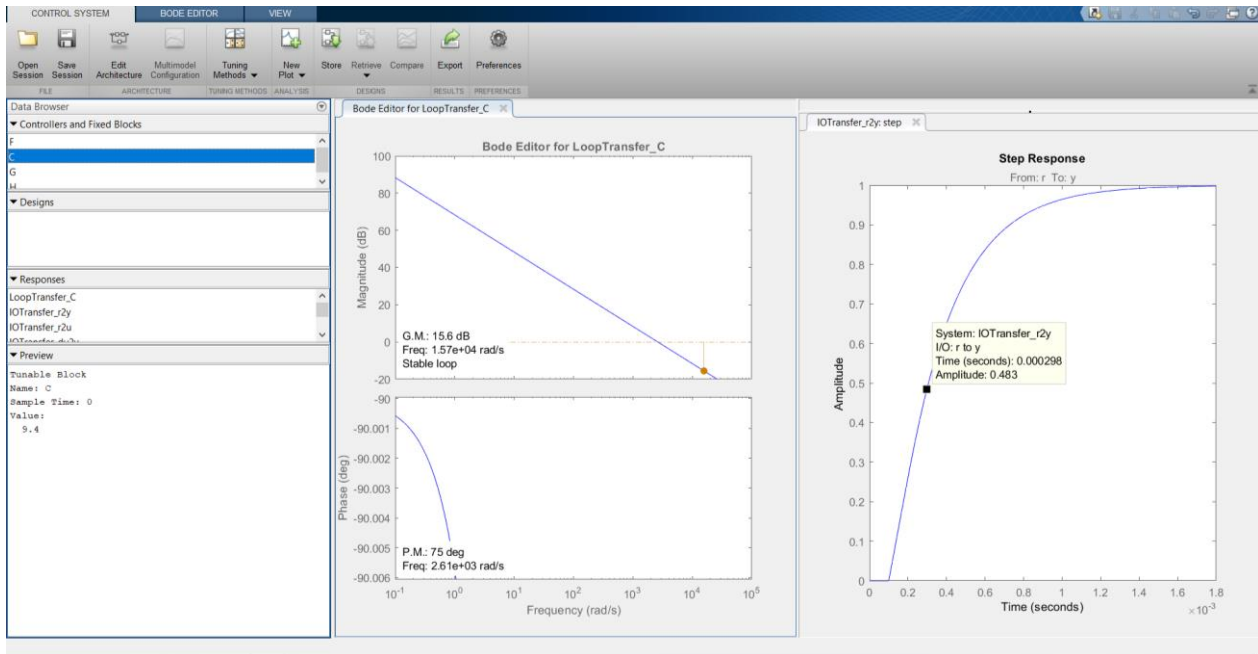 CONTROL SYSTEM BODE EDITOR VIEW
Open Session
Save Session
Edit Architecture
Multimodel Configuration
Tuning Methods
New Plot
Store
Retrieve
Compare
Export
Preferences
FILE ARCHITECTURE TUNING METHODS ANALYSIS DESIGNS RESULTS PREFERENCES
Data Browser
Controllers and Fixed Blocks
F
C
G
H
Designs
Responses
LoopTransfer_C
IOTransfer_r2y
IOTransfer_r2u
Preview
Tunable Block
Name: C
Sample Time: 0
Value:
9.4
Bode Editor for LoopTransfer_C
Bode Editor for LoopTransfer_C
Magnitude (dB)
100
80
60
40
20
0
-20
G.M.: 15.6 dB
Freq: 1.57e+04 rad/s
Stable loop
Phase (deg)
-90
-90.001
-90.002
-90.003
-90.004
-90.005
-90.006
P.M.: 75 deg
Freq: 2.61e+03 rad/s
10-1 100 101 102 103 104 105
Frequency (rad/s)
IOTransfer_r2y: step
Step Response
From: r To: y
Amplitude
1
0.9
0.8
0.7
0.6
0.5
0.4
0.3
0.2
0.1
0
System: IOTransfer_r2y
I/O: r to y
Time (seconds): 0.000298
Amplitude: 0.483
0 0.2 0.4 0.6 0.8 1 1.2 1.4 1.6 1.8
Time (seconds)
×10-3